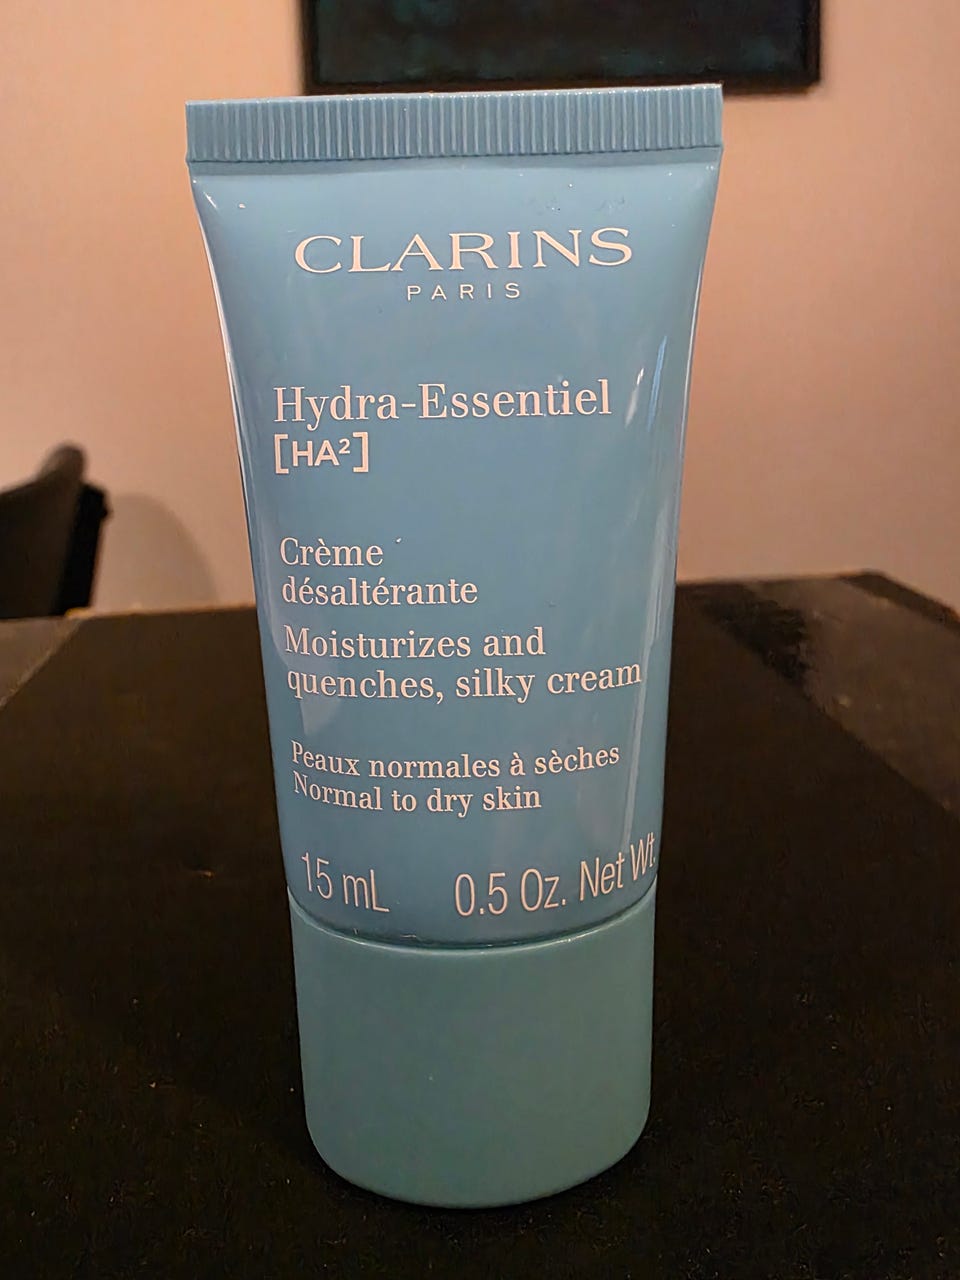 CLARINS
PARIS
Hydra-Essentiel
[HA²]
Crème
désaltérante
Moisturizes and
quenches, silky cream
Peaux normales à sèches
Normal to dry skin
15 mL 0.5 Oz. Net Wt.